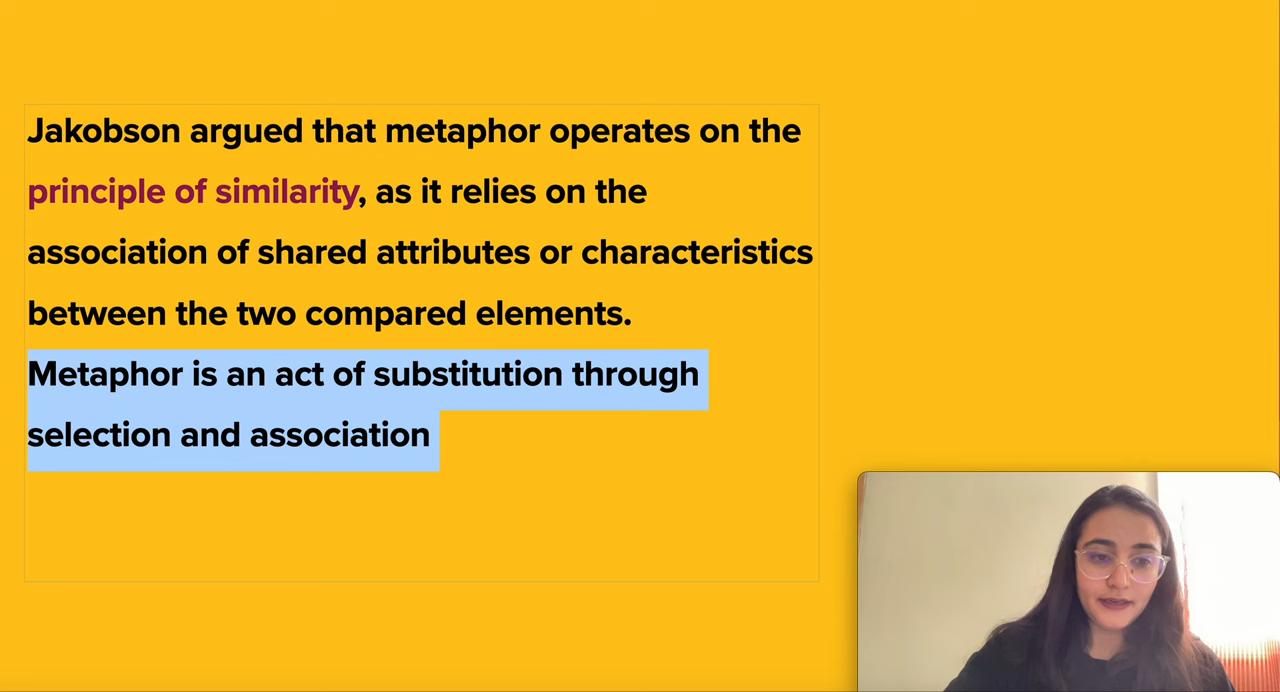 Jakobson argued that metaphor operates on the
principle of similarity, as it relies on the
association of shared attributes or characteristics
between the two compared elements.
Metaphor is an act of substitution through
selection and association